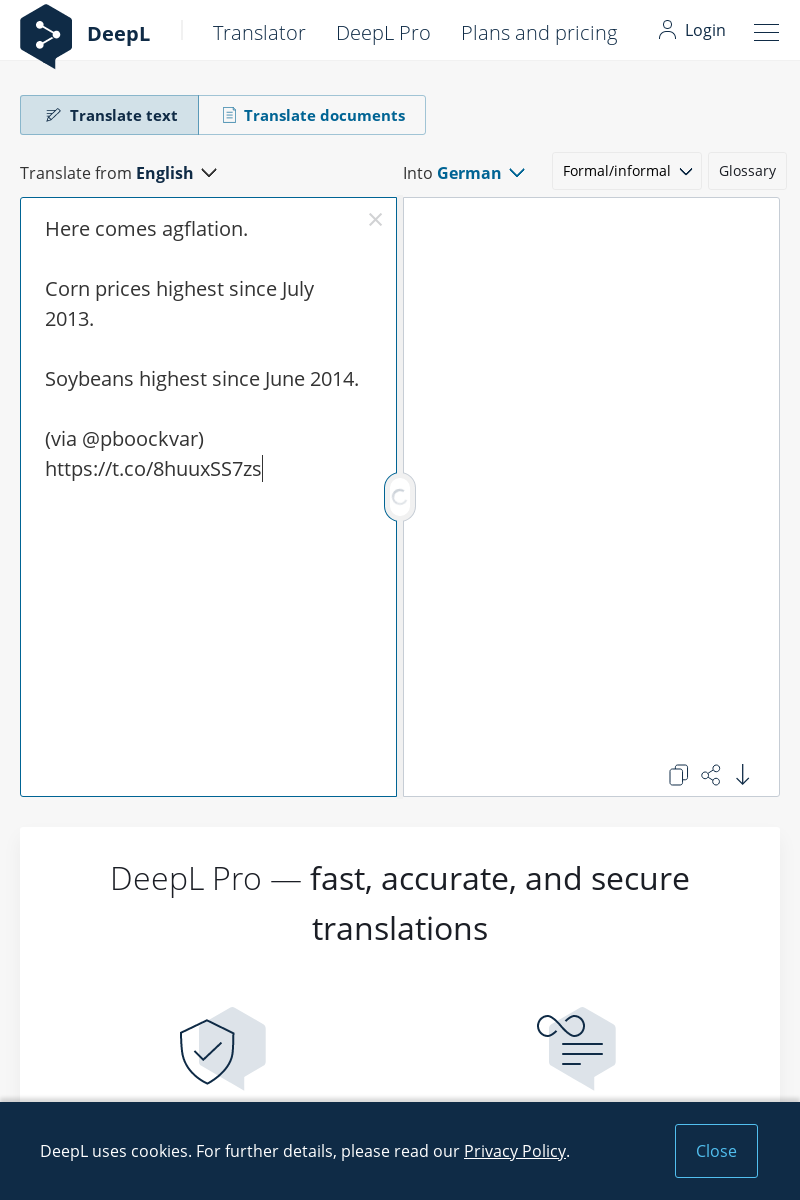 DeepL
Translator
DeepL Pro
Plans and pricing
Login
Translate text
Translate documents
Translate from English
Into German
Formal/informal
Glossary
Here comes agflation.
Corn prices highest since July
2013.
Soybeans highest since June 2014.
(via @pboockvar)
https://t.co/8huuxSS7zs
DeepL Pro — fast, accurate, and secure
translations
DeepL uses cookies. For further details, please read our Privacy Policy.
Close